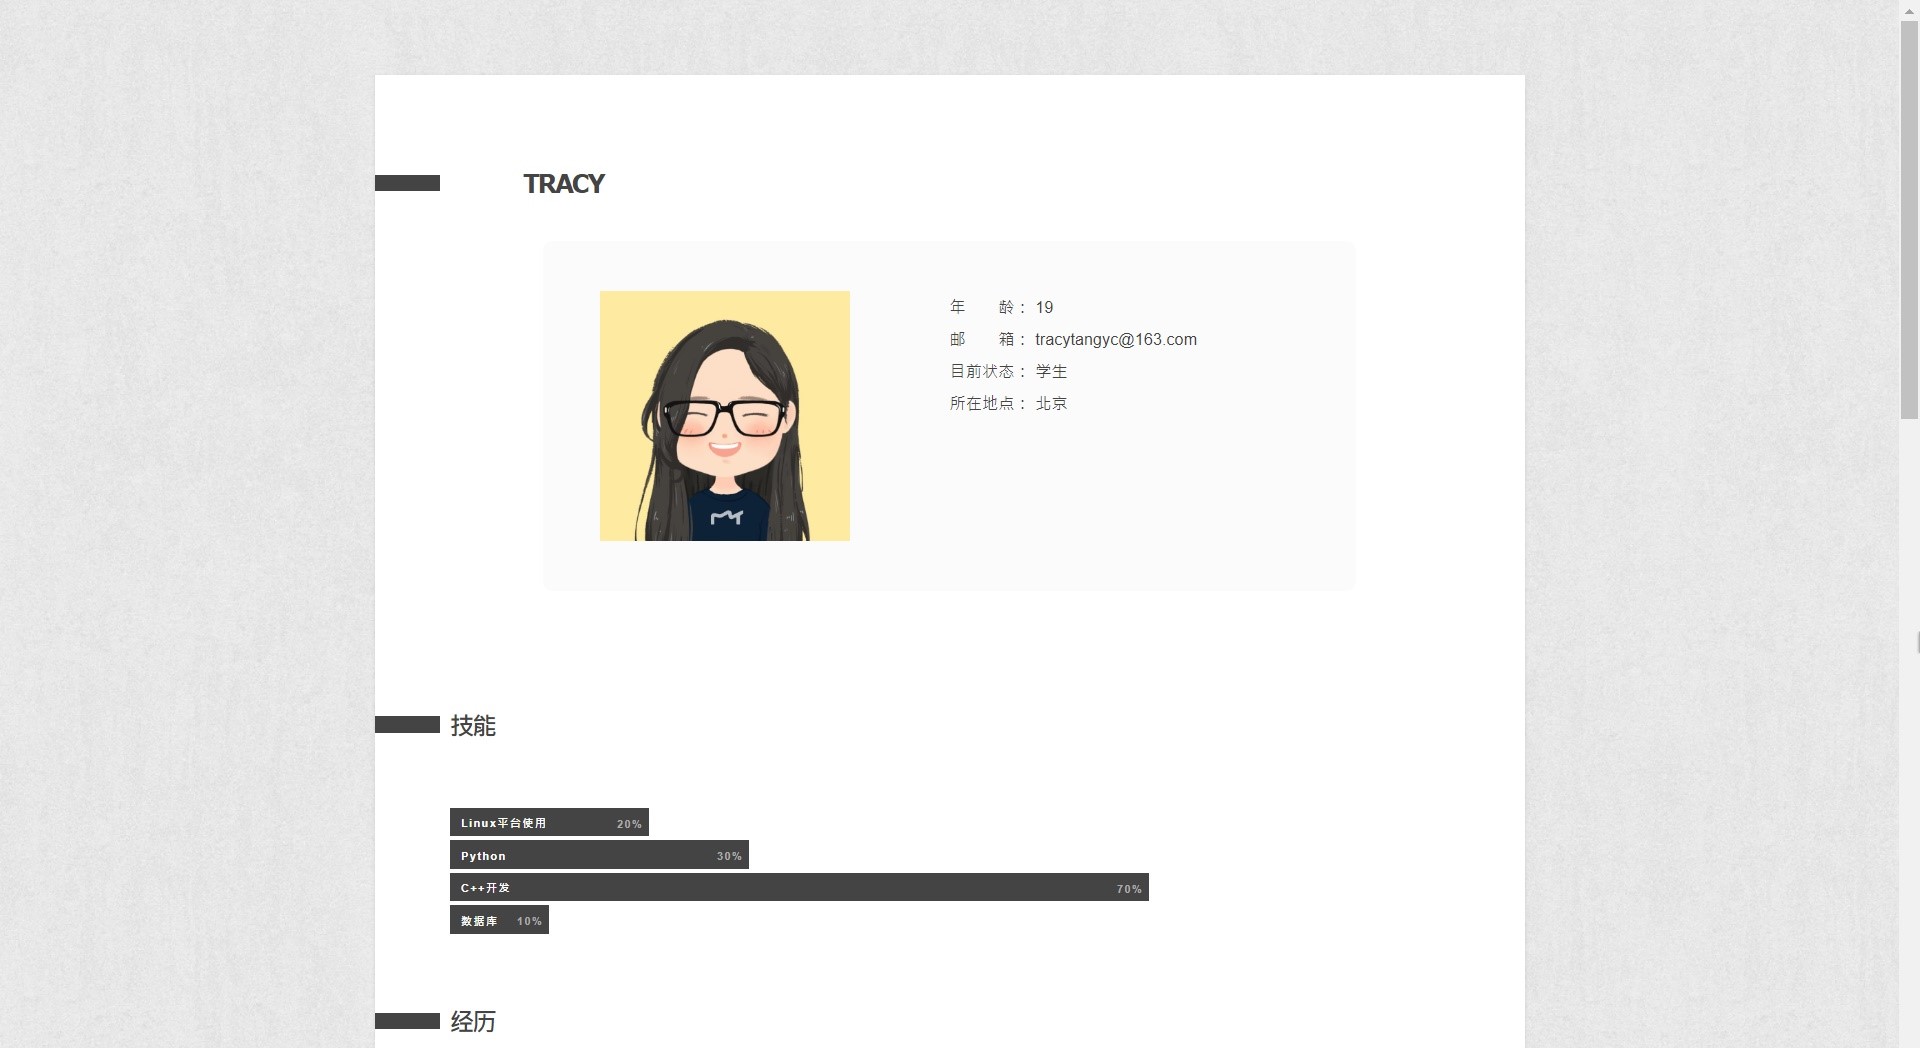 TRACY
年 龄： 19
邮 箱： tracytangyc@163.com
目前状态： 学生
所在地点： 北京
技能
Linux平台使用 20%
Python 30%
C++开发 70%
数据库 10%
经历